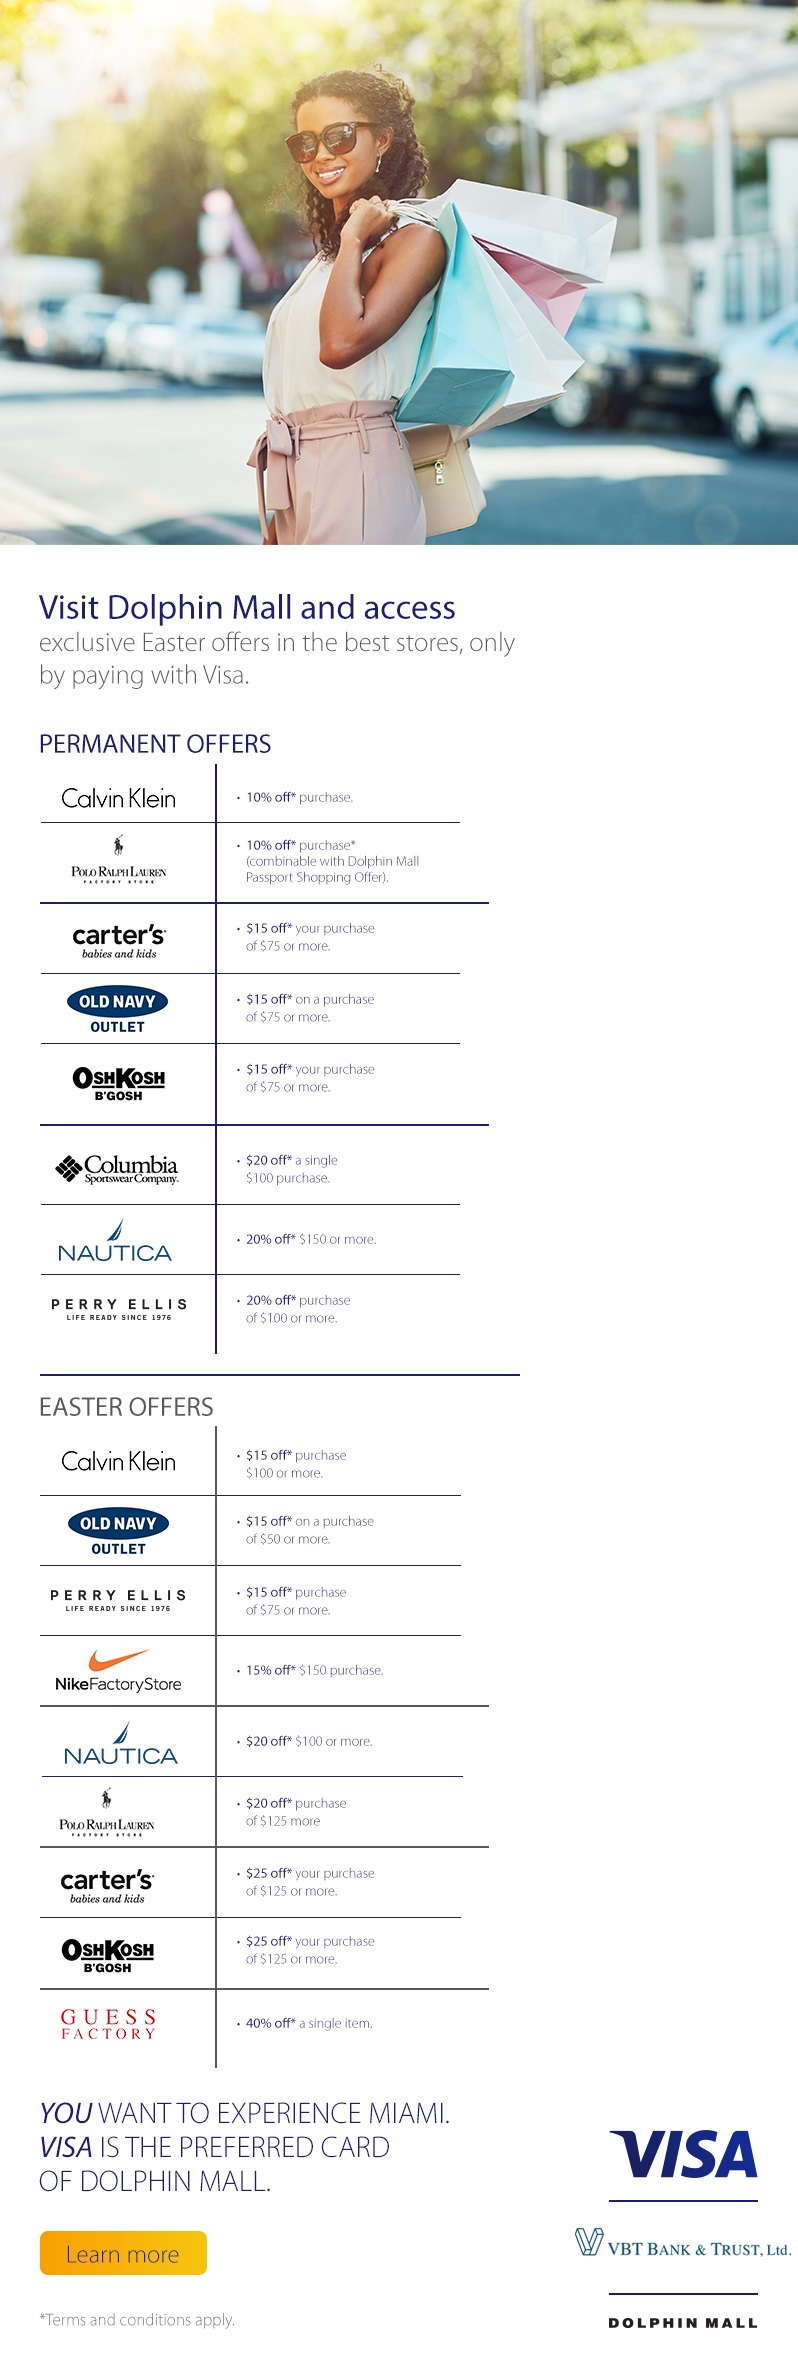 Visit Dolphin Mall and access
exclusive Easter offers in the best stores, only
by paying with Visa.
PERMANENT OFFERS
Calvin Klein
• 10% off* purchase.
POLO RALPH LAUREN
FACTORY STORE
• 10% off* purchase*
(combinable with Dolphin Mall
Passport Shopping Offer).
carter's
babies and kids
• $15 off* your purchase
of $75 or more.
OLD NAVY
OUTLET
• $15 off* on a purchase
of $75 or more.
OSHKOSH
B'GOSH
• $15 off* your purchase
of $75 or more.
Columbia
Sportswear Company
• $20 off* a single
$100 purchase.
NAUTICA
• 20% off* $150 or more.
PERRY ELLIS
LIFE READY SINCE 1976
• 20% off* purchase
of $100 or more.
EASTER OFFERS
Calvin Klein
• $15 off* purchase
$100 or more.
OLD NAVY
OUTLET
• $15 off* on a purchase
of $50 or more.
PERRY ELLIS
LIFE READY SINCE 1976
• $15 off* purchase
of $75 or more.
NikeFactoryStore
• 15% off* $150 purchase.
NAUTICA
• $20 off* $100 or more.
POLO RALPH LAUREN
FACTORY STORE
• $20 off* purchase
of $125 more
carter's
babies and kids
• $25 off* your purchase
of $125 or more.
OSHKOSH
B'GOSH
• $25 off* your purchase
of $125 or more.
GUESS
FACTORY
• 40% off* a single item.
YOU WANT TO EXPERIENCE MIAMI.
VISA IS THE PREFERRED CARD
OF DOLPHIN MALL.
Learn more
*Terms and conditions apply.
VISA
VBT BANK & TRUST, Ltd.
DOLPHIN MALL